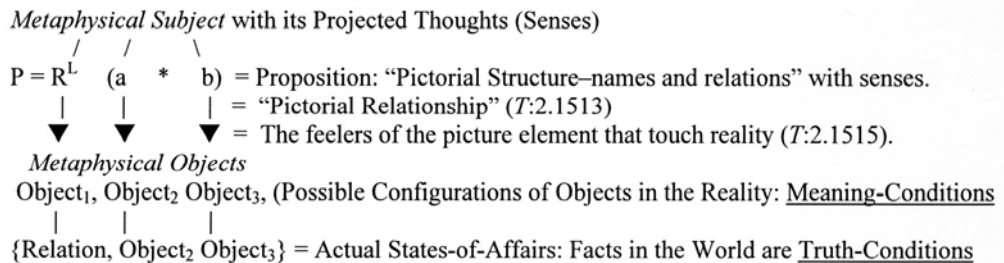 Metaphysical Subject with its Projected Thoughts (Senses)
/ / \
P = Rᴸ (a * b) = Proposition: “Pictorial Structure–names and relations” with senses.
| | | = “Pictorial Relationship” (T:2.1513)
▼ ▼ ▼ = The feelers of the picture element that touch reality (T:2.1515).
Metaphysical Objects
Object₁, Object₂ Object₃, (Possible Configurations of Objects in the Reality: Meaning-Conditions
| | |
{Relation, Object₂ Object₃} = Actual States-of-Affairs: Facts in the World are Truth-Conditions